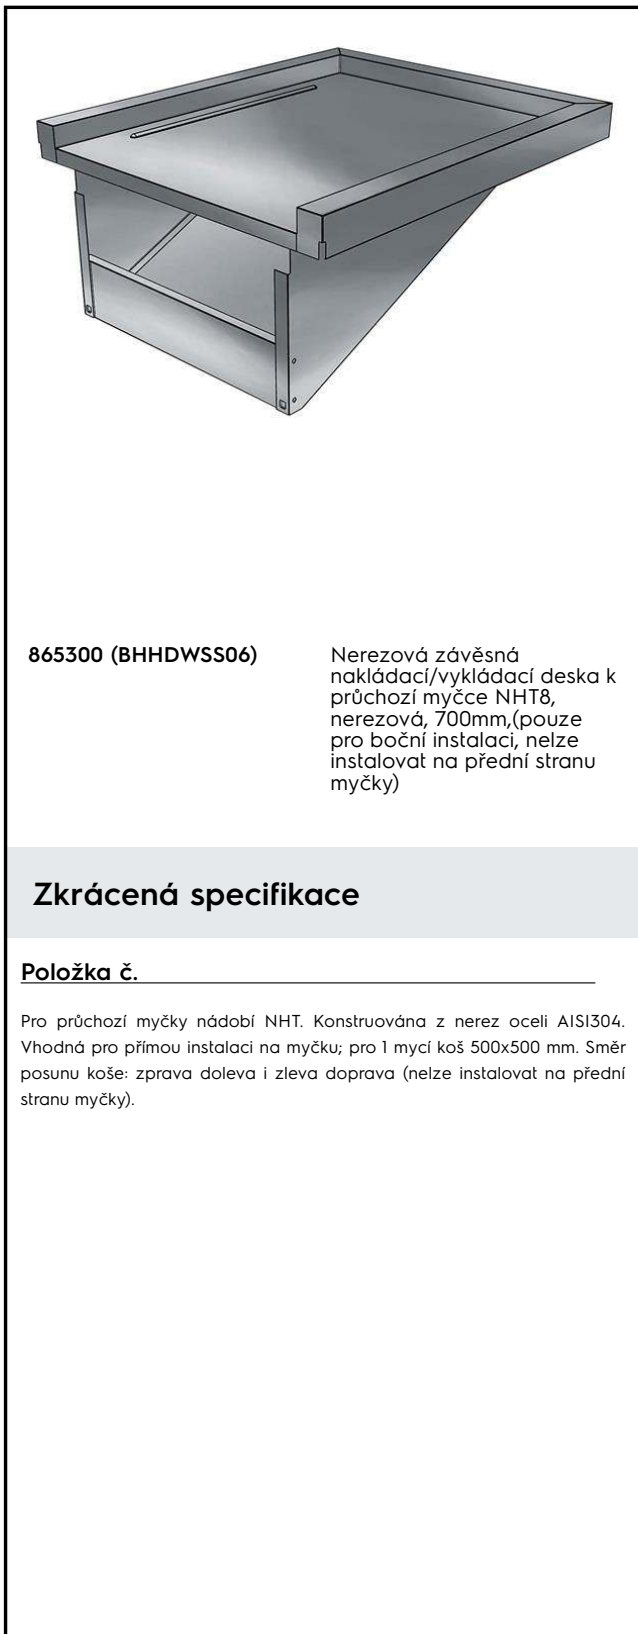 865300 (BHHDWSS06)
Nerezová závěsná
nakládací/vykládací deska k
průchozí myčce NHT8,
nerezová, 700mm,(pouze
pro boční instalaci, nelze
instalovat na přední stranu
myčky)
Zkrácená specifikace
Položka č.
Pro průchozí myčky nádobí NHT. Konstruována z nerez oceli AISI304.
Vhodná pro přímou instalaci na myčku; pro 1 mycí koš 500x500 mm. Směr
posunu koše: zprava doleva i zleva doprava (nelze instalovat na přední
stranu myčky).